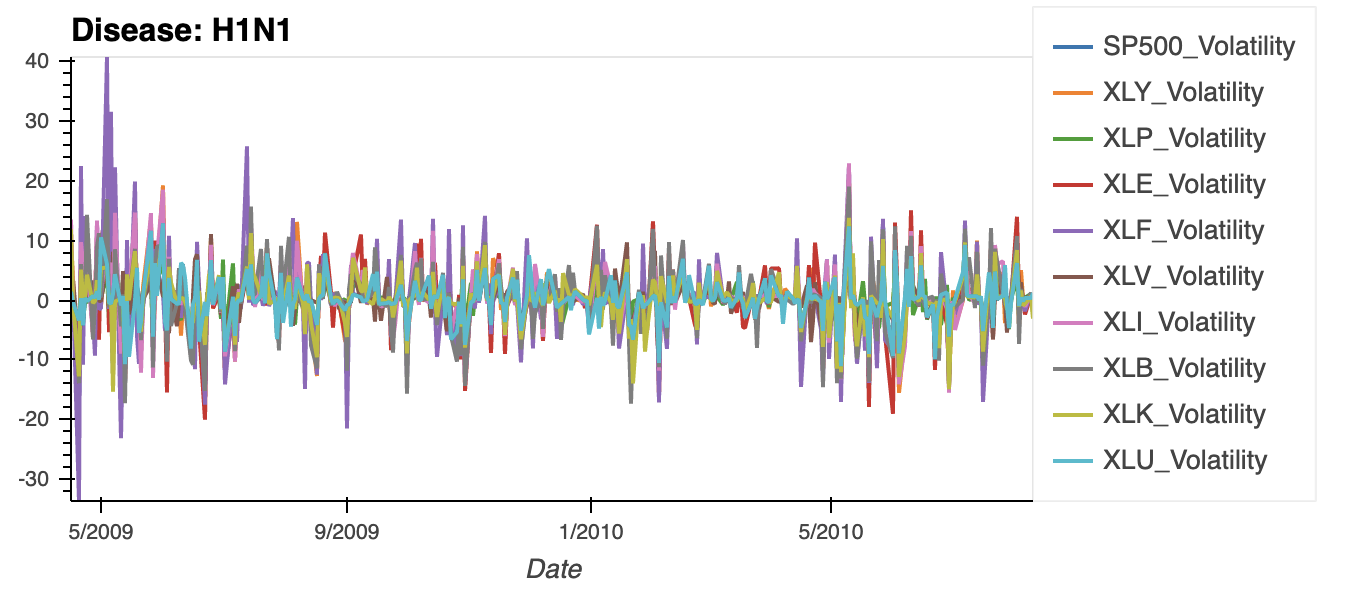 Disease: H1N1
40
30
20
10
0
-10
-20
-30
5/2009
9/2009
1/2010
5/2010
Date
SP500_Volatility
XLY_Volatility
XLP_Volatility
XLE_Volatility
XLF_Volatility
XLV_Volatility
XLI_Volatility
XLB_Volatility
XLK_Volatility
XLU_Volatility